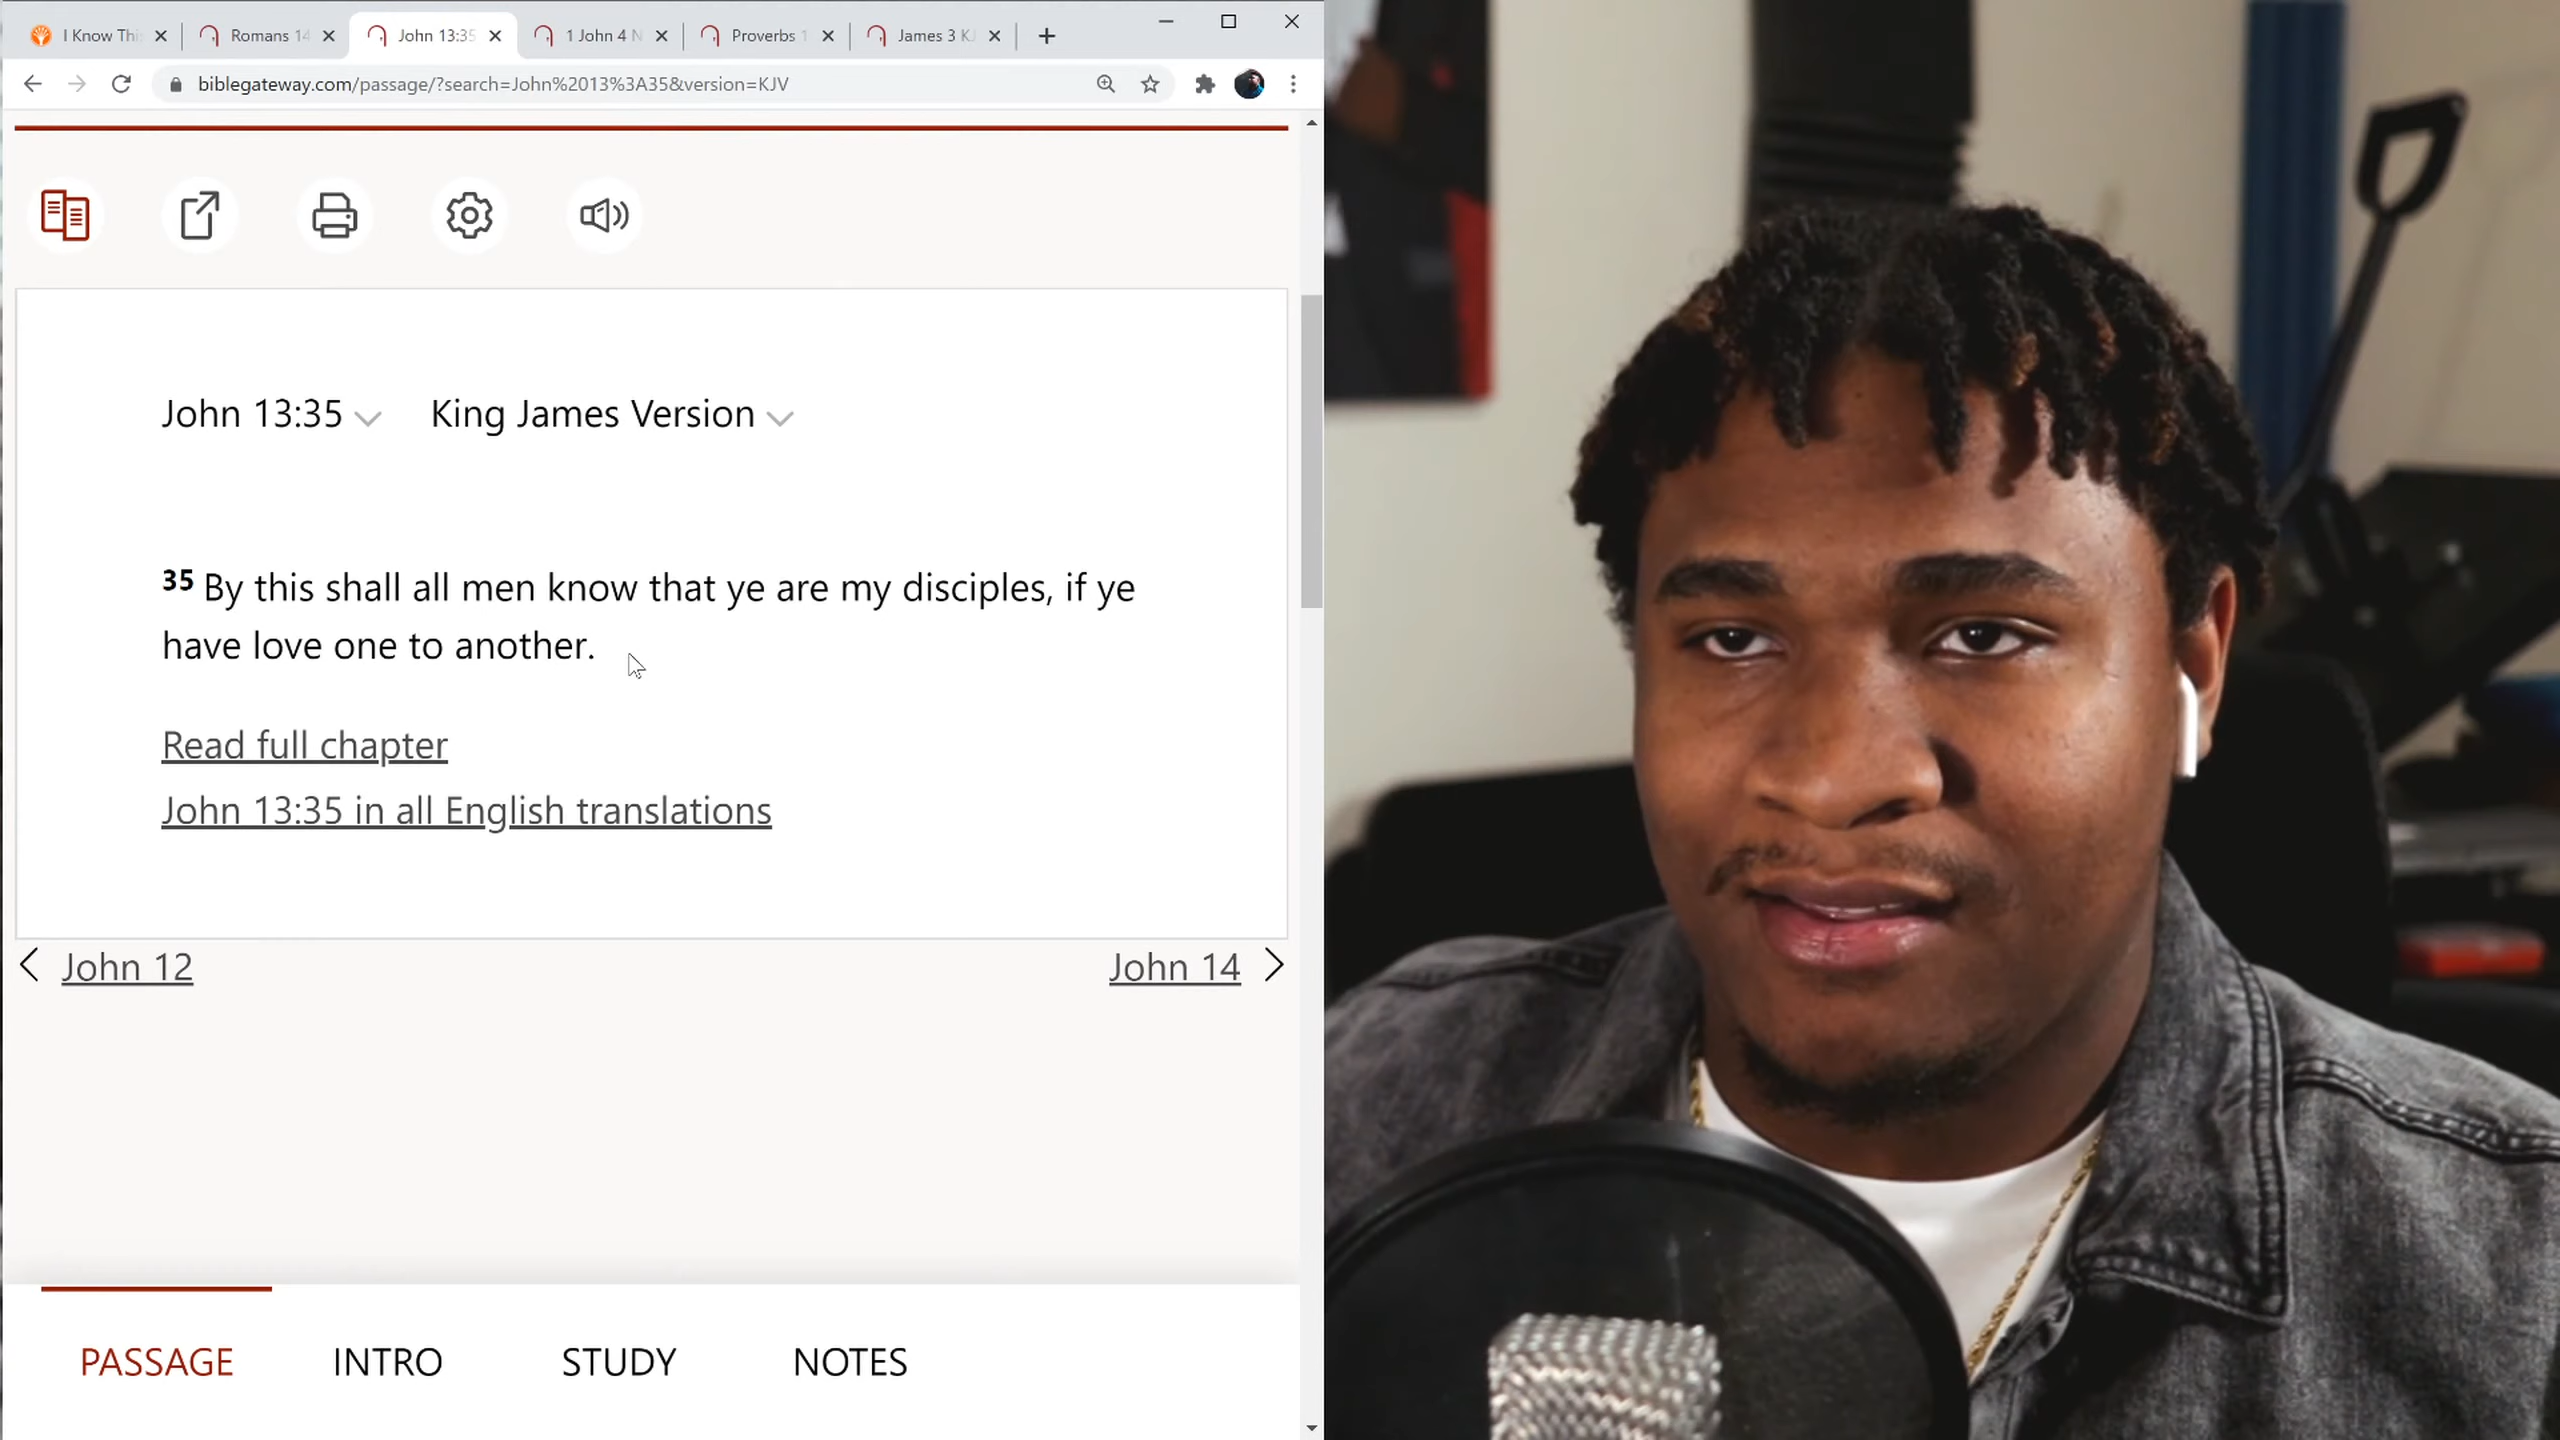 I Know Thi
Romans 14
John 13:35
1 John 4 N
Proverbs 1
James 3 KJ
biblegateway.com/passage/?search=John%2013%3A35&version=KJV
John 13:35 King James Version
35 By this shall all men know that ye are my disciples, if ye
have love one to another.
Read full chapter
John 13:35 in all English translations
John 12
John 14
PASSAGE INTRO STUDY NOTES